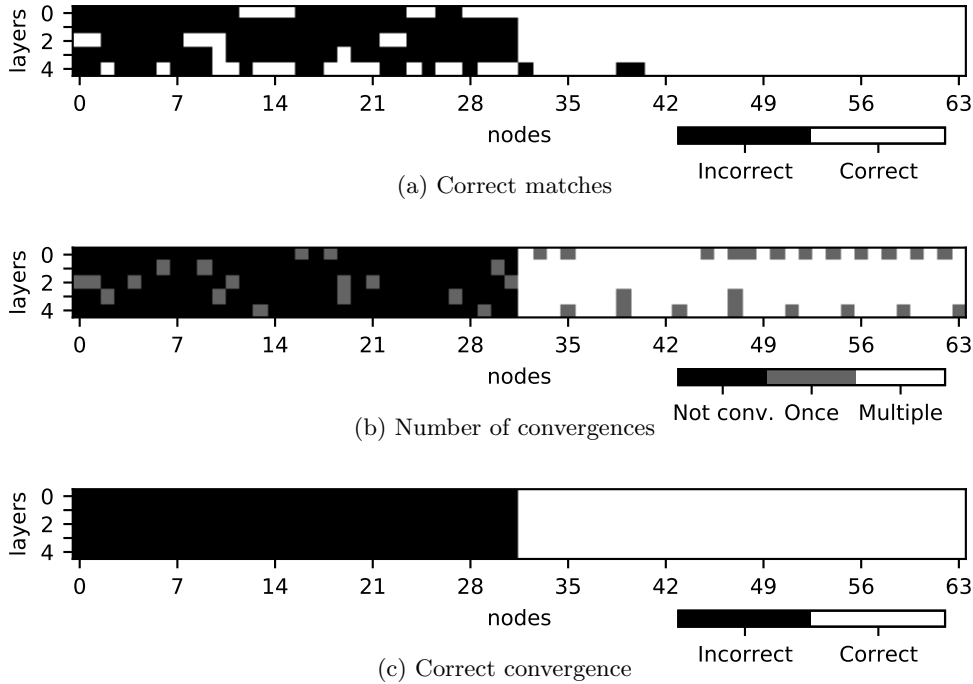 layers
0
2
4
0 7 14 21 28 35 42 49 56 63
nodes
Incorrect Correct
(a) Correct matches
layers
0
2
4
0 7 14 21 28 35 42 49 56 63
nodes
Not conv. Once Multiple
(b) Number of convergences
layers
0
2
4
0 7 14 21 28 35 42 49 56 63
nodes
Incorrect Correct
(c) Correct convergence